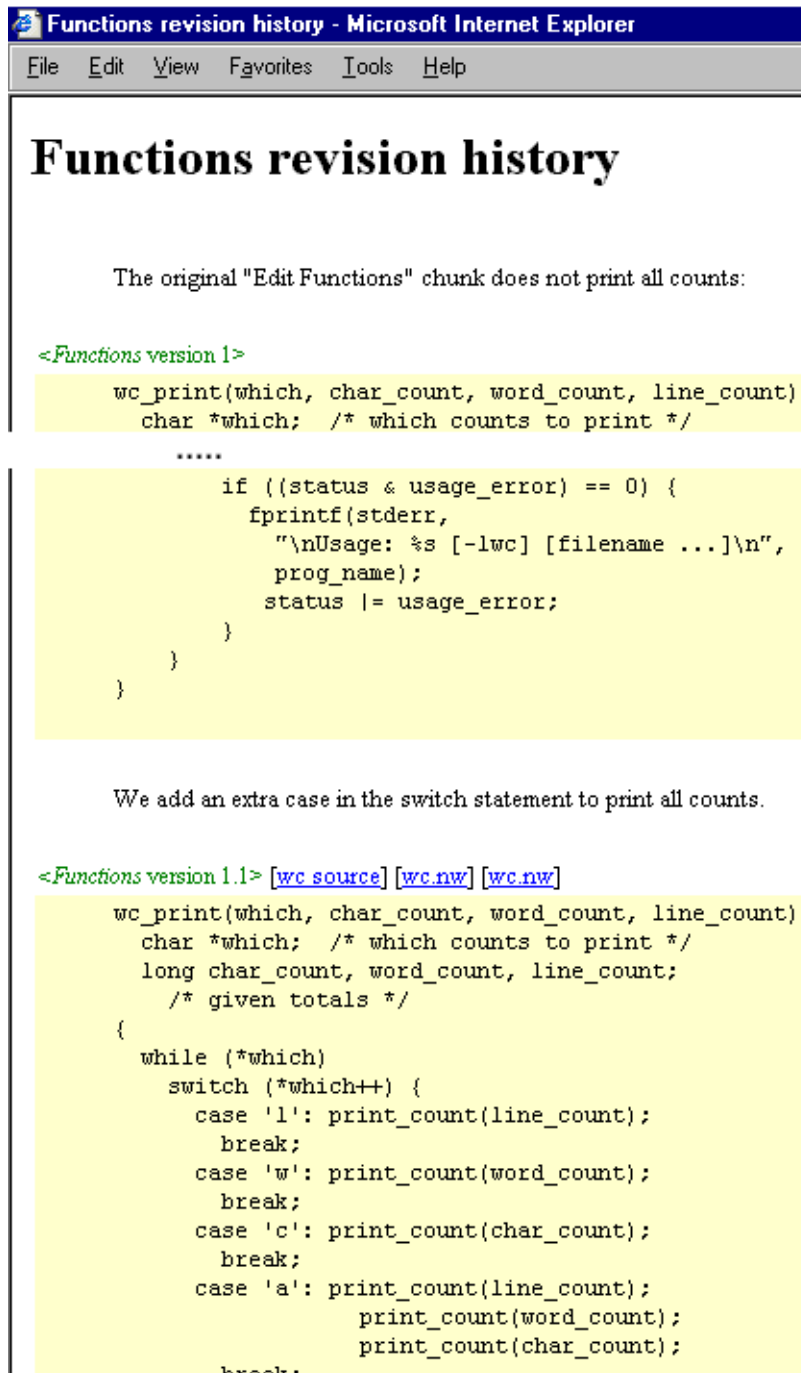 Functions revision history - Microsoft Internet Explorer
File Edit View Favorites Tools Help
Functions revision history
The original "Edit Functions" chunk does not print all counts:
<Functions version 1>
wc_print(which, char_count, word_count, line_count)
char *which; /* which counts to print */
.....
if ((status & usage_error) == 0) {
fprintf(stderr,
"\nUsage: %s [-lwc] [filename ...]\n",
prog_name);
status |= usage_error;
}
}
}
We add an extra case in the switch statement to print all counts.
<Functions version 1.1> [wc source] [wc.nw] [wc.nw]
wc_print(which, char_count, word_count, line_count)
char *which; /* which counts to print */
long char_count, word_count, line_count;
/* given totals */
{
while (*which)
switch (*which++) {
case 'l': print_count(line_count);
break;
case 'w': print_count(word_count);
break;
case 'c': print_count(char_count);
break;
case 'a': print_count(line_count);
print_count(word_count);
print_count(char_count);
break;